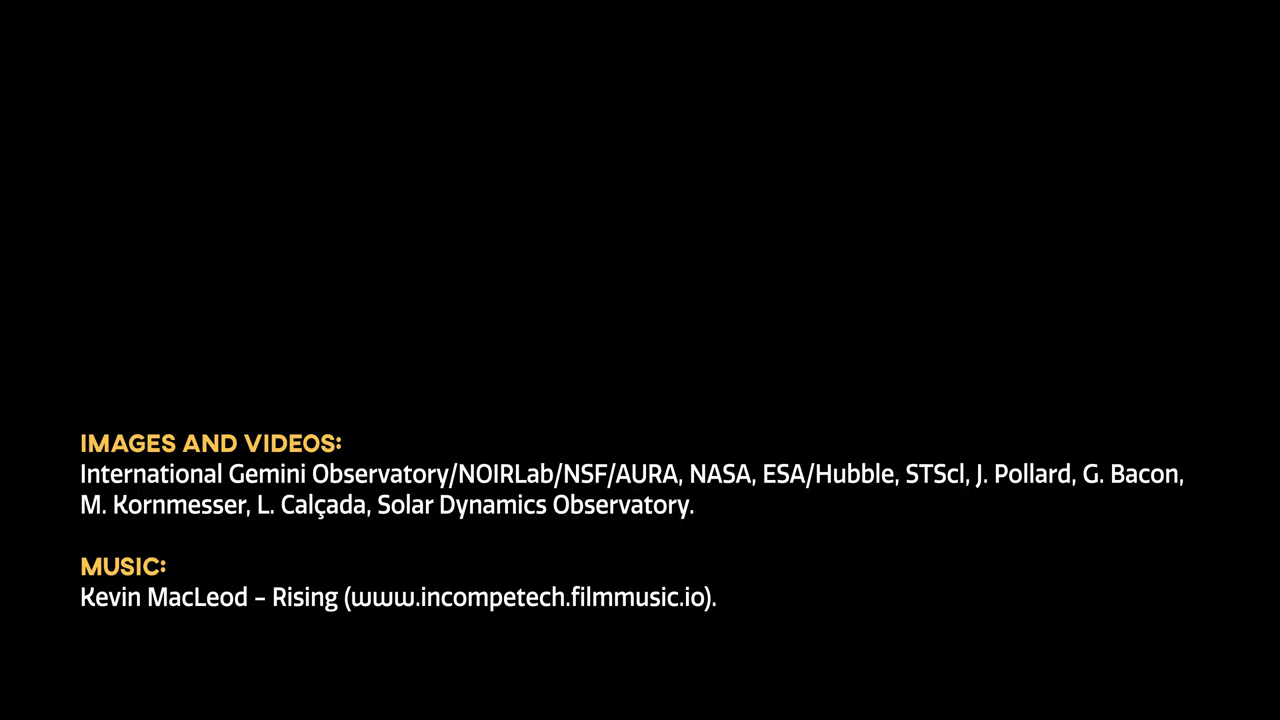 IMAGES AND VIDEOS:
International Gemini Observatory/NOIRLab/NSF/AURA, NASA, ESA/Hubble, STScl, J. Pollard, G. Bacon,
M. Kornmesser, L. Calçada, Solar Dynamics Observatory.
MUSIC:
Kevin MacLeod – Rising (www.incompetech.filmmusic.io).